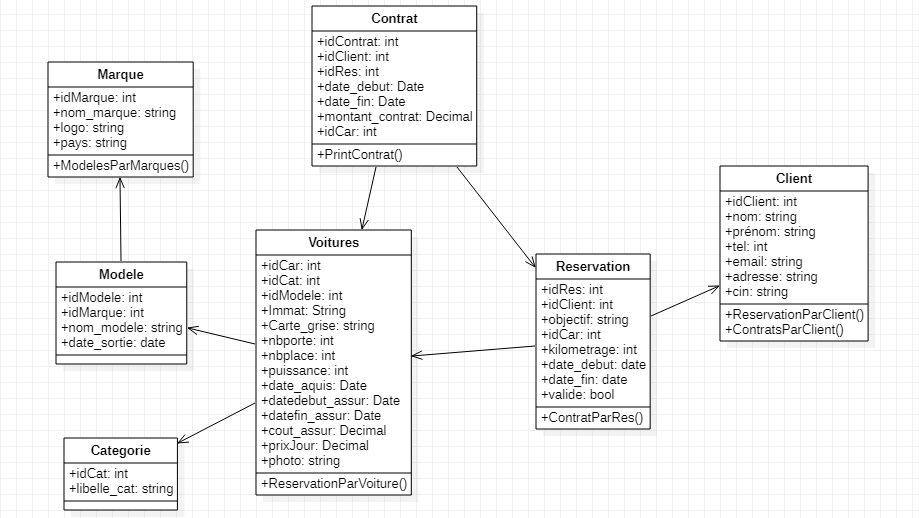 Contrat
+idContrat: int
+idClient: int
+idRes: int
+date_debut: Date
+date_fin: Date
+montant_contrat: Decimal
+idCar: int
+PrintContrat()
Marque
+idMarque: int
+nom_marque: string
+logo: string
+pays: string
+ModelesParMarques()
Client
+idClient: int
+nom: string
+prénom: string
+tel: int
+email: string
+adresse: string
+cin: string
+ReservationParClient()
+ContratsParClient()
Voitures
+idCar: int
+idCat: int
+idModele: int
+Immat: String
+Carte_grise: string
+nbporte: int
+nbplace: int
+puissance: int
+date_aquis: Date
+datedebut_assur: Date
+datefin_assur: Date
+cout_assur: Decimal
+prixJour: Decimal
+photo: string
+ReservationParVoiture()
Reservation
+idRes: int
+idClient: int
+objectif: string
+idCar: int
+kilometrage: int
+date_debut: date
+date_fin: date
+valide: bool
+ContratParRes()
Modele
+idModele: int
+idMarque: int
+nom_modele: string
+date_sortie: date
Categorie
+idCat: int
+libelle_cat: string